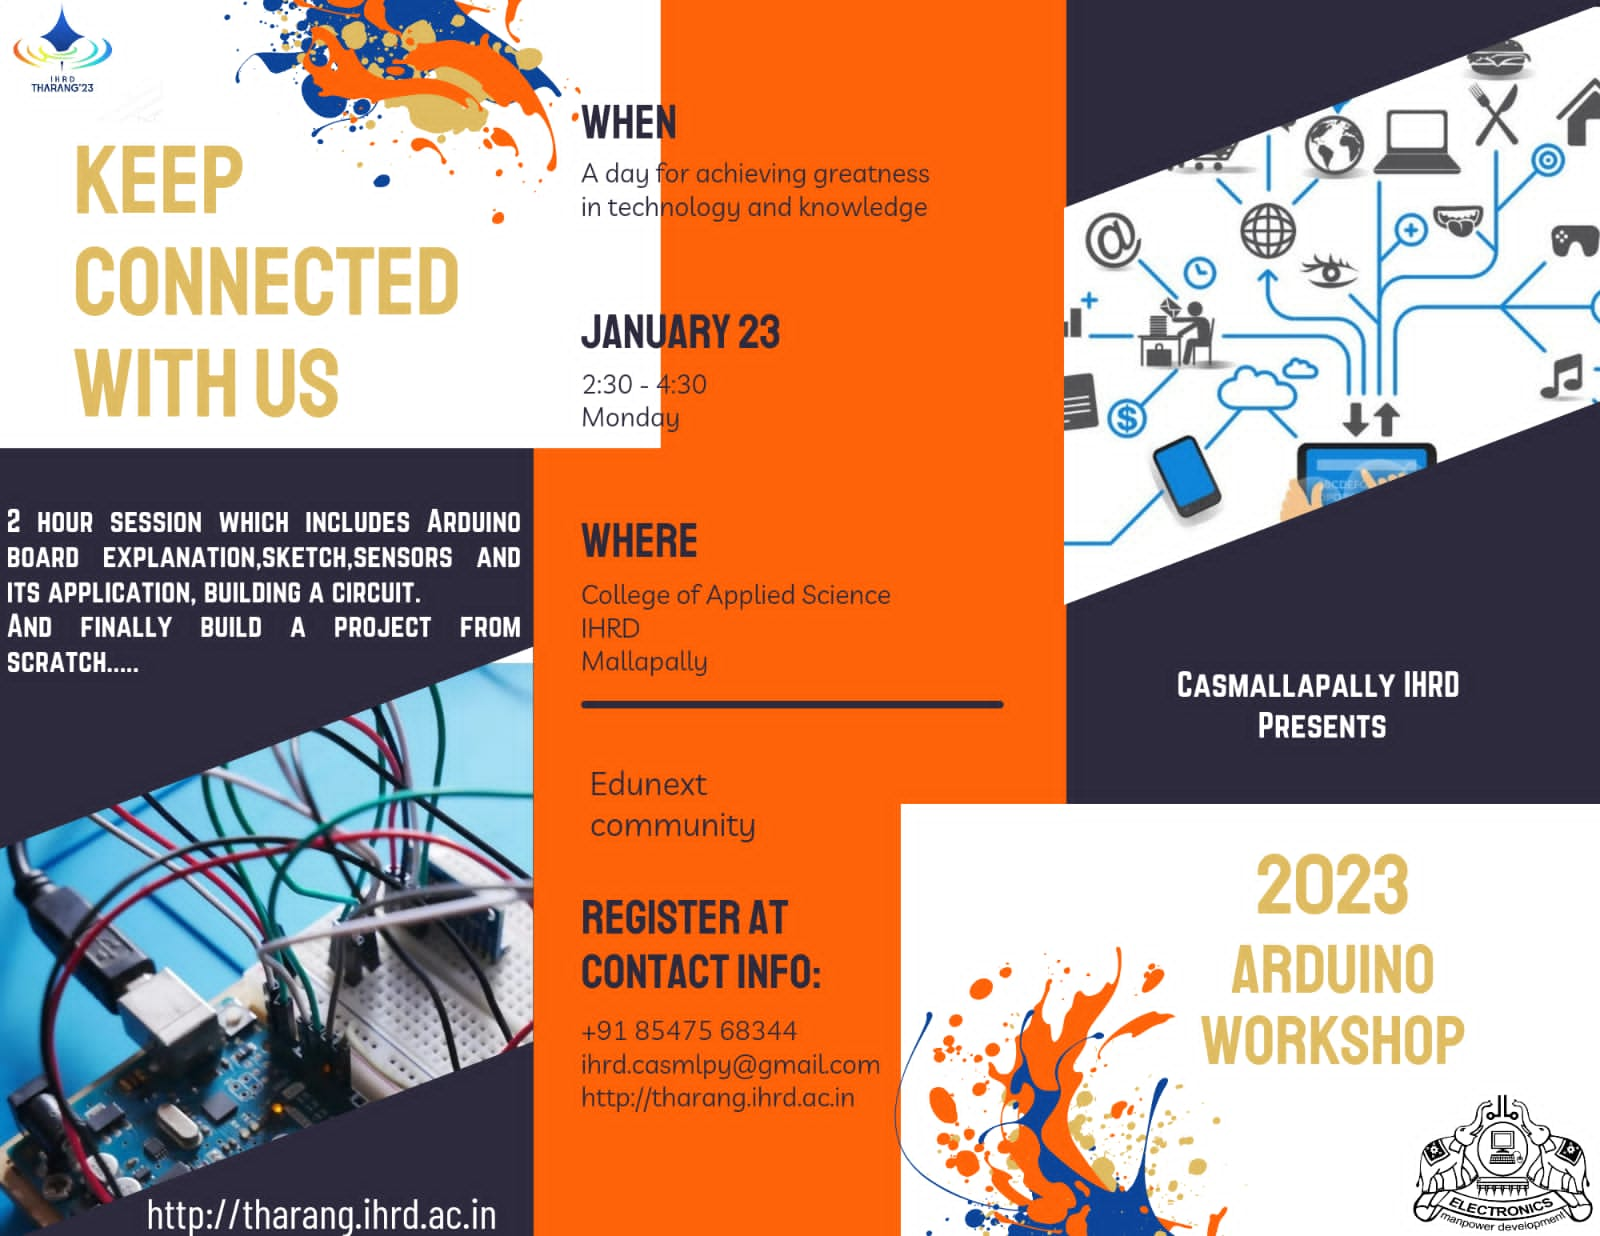 IHRD
THARANG'23
KEEP
CONNECTED
WITH US
2 HOUR SESSION WHICH INCLUDES ARDUINO
BOARD EXPLANATION,SKETCH,SENSORS AND
ITS APPLICATION, BUILDING A CIRCUIT.
AND FINALLY BUILD A PROJECT FROM
SCRATCH.....
http://tharang.ihrd.ac.in
WHEN
A day for achieving greatness
in technology and knowledge
JANUARY 23
2:30 - 4:30
Monday
WHERE
College of Applied Science
IHRD
Mallapally
Edunext
community
REGISTER AT
CONTACT INFO:
+91 85475 68344
ihrd.casmlpy@gmail.com
http://tharang.ihrd.ac.in
CASMALLAPALLY IHRD
PRESENTS
2023
ARDUINO
WORKSHOP
ELECTRONICS
manpower development